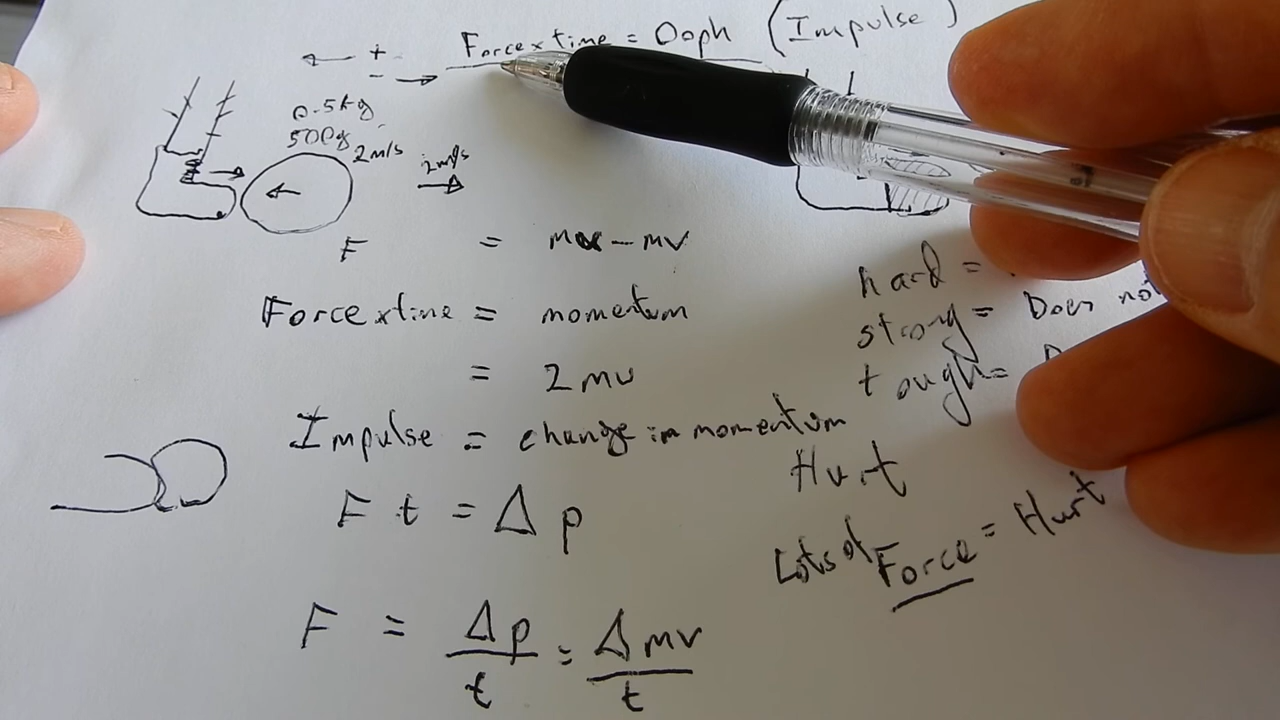 Force x time = Ooph (Impulse)
+
-
0.5kg
500g
2m/s
2m/s
F = - mv
Force x time = momentum
= 2mv
Impulse = change in momentum
F t = Δ p
F = Δp/t = Δmv/t
hard =
strong = Does not
tough =
Hurt
Lots of Force = Hurt